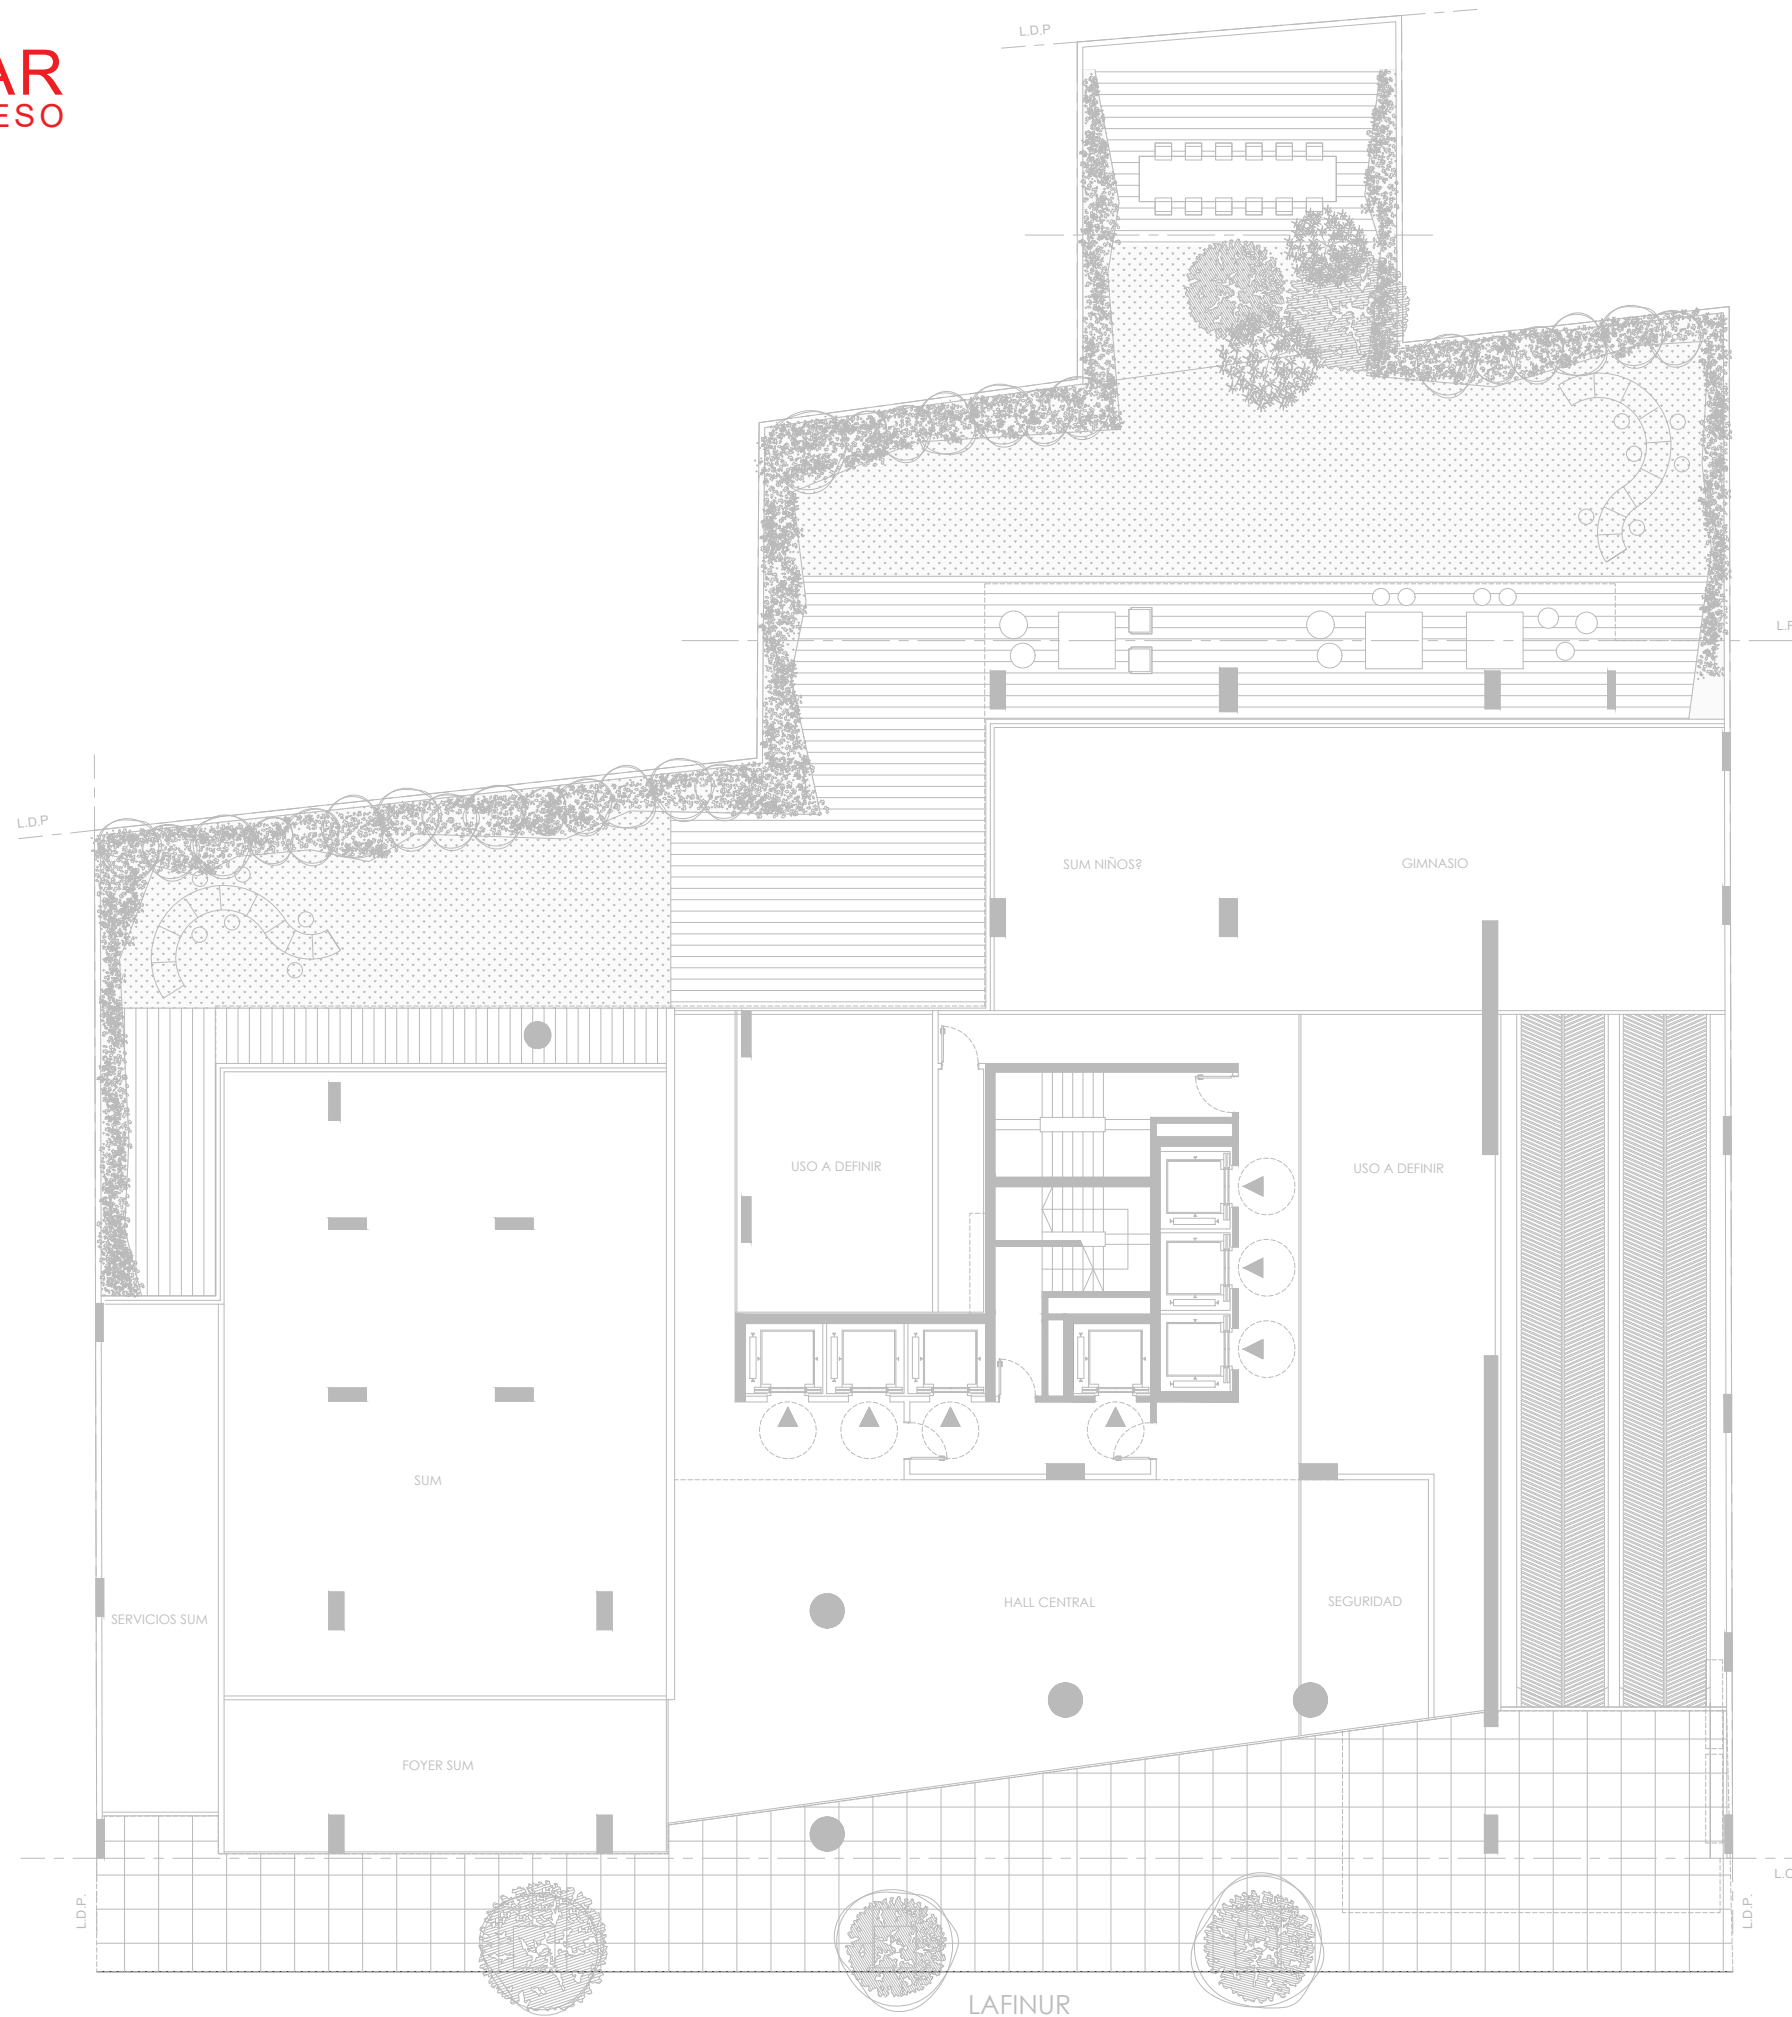 L.D.P
AR
ESO
L.D.P
SUM NIÑOS?
GIMNASIO
USO A DEFINIR
USO A DEFINIR
SUM
HALL CENTRAL
SEGURIDAD
SERVICIOS SUM
FOYER SUM
L.D.P.
L.D.P.
LAFINUR